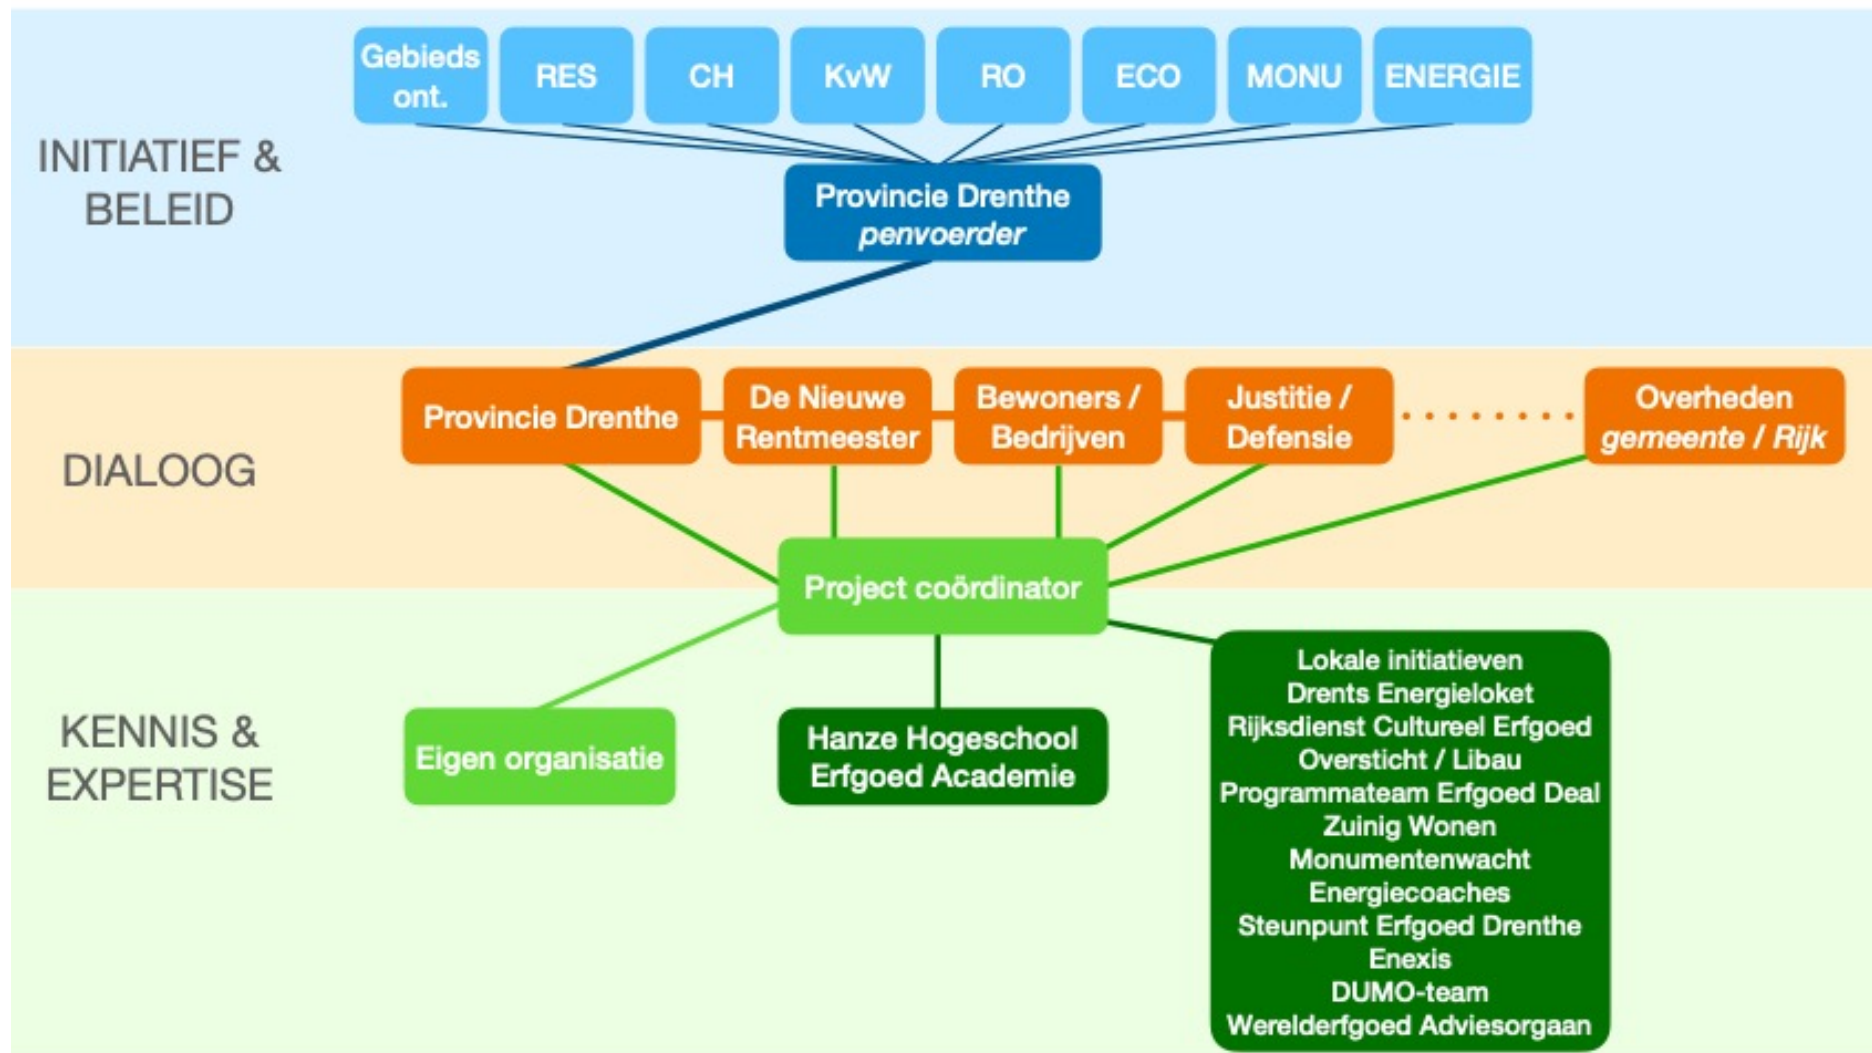 Gebieds
ont.
RES
CH
KvW
RO
ECO
MONU
ENERGIE
INITIATIEF &
BELEID
Provincie Drenthe
penvoerder
DIALOOG
Provincie Drenthe
De Nieuwe
Rentmeester
Bewoners /
Bedrijven
Justitie /
Defensie
Overheden
gemeente / Rijk
Project coördinator
KENNIS &
EXPERTISE
Eigen organisatie
Hanze Hogeschool
Erfgoed Academie
Lokale initiatieven
Drents Energieloket
Rijksdienst Cultureel Erfgoed
Oversticht / Libau
Programmateam Erfgoed Deal
Zuinig Wonen
Monumentenwacht
Energiecoaches
Steunpunt Erfgoed Drenthe
Enexis
DUMO-team
Werelderfgoed Adviesorgaan